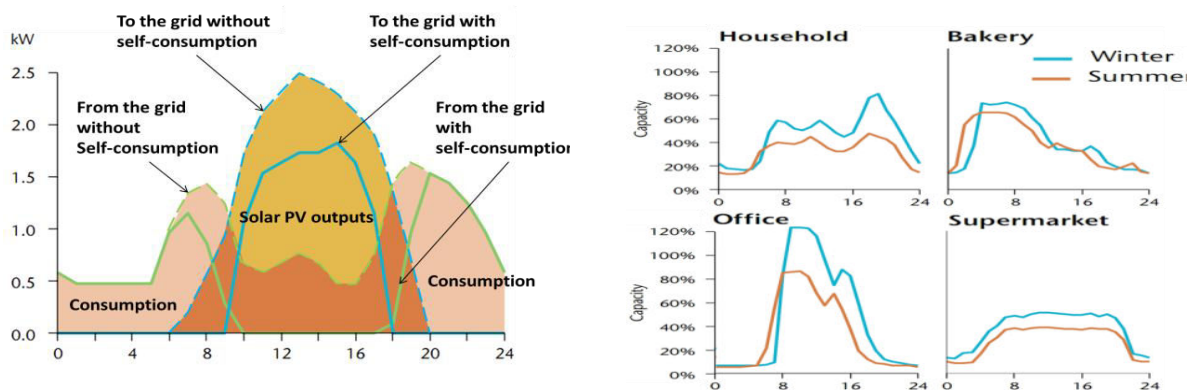 To the grid without
self-consumption
To the grid with
self-consumption
kW
2.5
2.0
1.5
1.0
0.5
0.0
From the grid
without
Self-consumption
From the grid
with
self-consumption
Solar PV outputs
Consumption
Consumption
0
4
8
12
16
20
24
Household
Capacity
120%
100%
80%
60%
40%
20%
0%
0
8
16
24
Bakery
Winter
Summer
0
8
16
24
Office
Capacity
120%
100%
80%
60%
40%
20%
0%
0
8
16
24
Supermarket
0
8
16
24